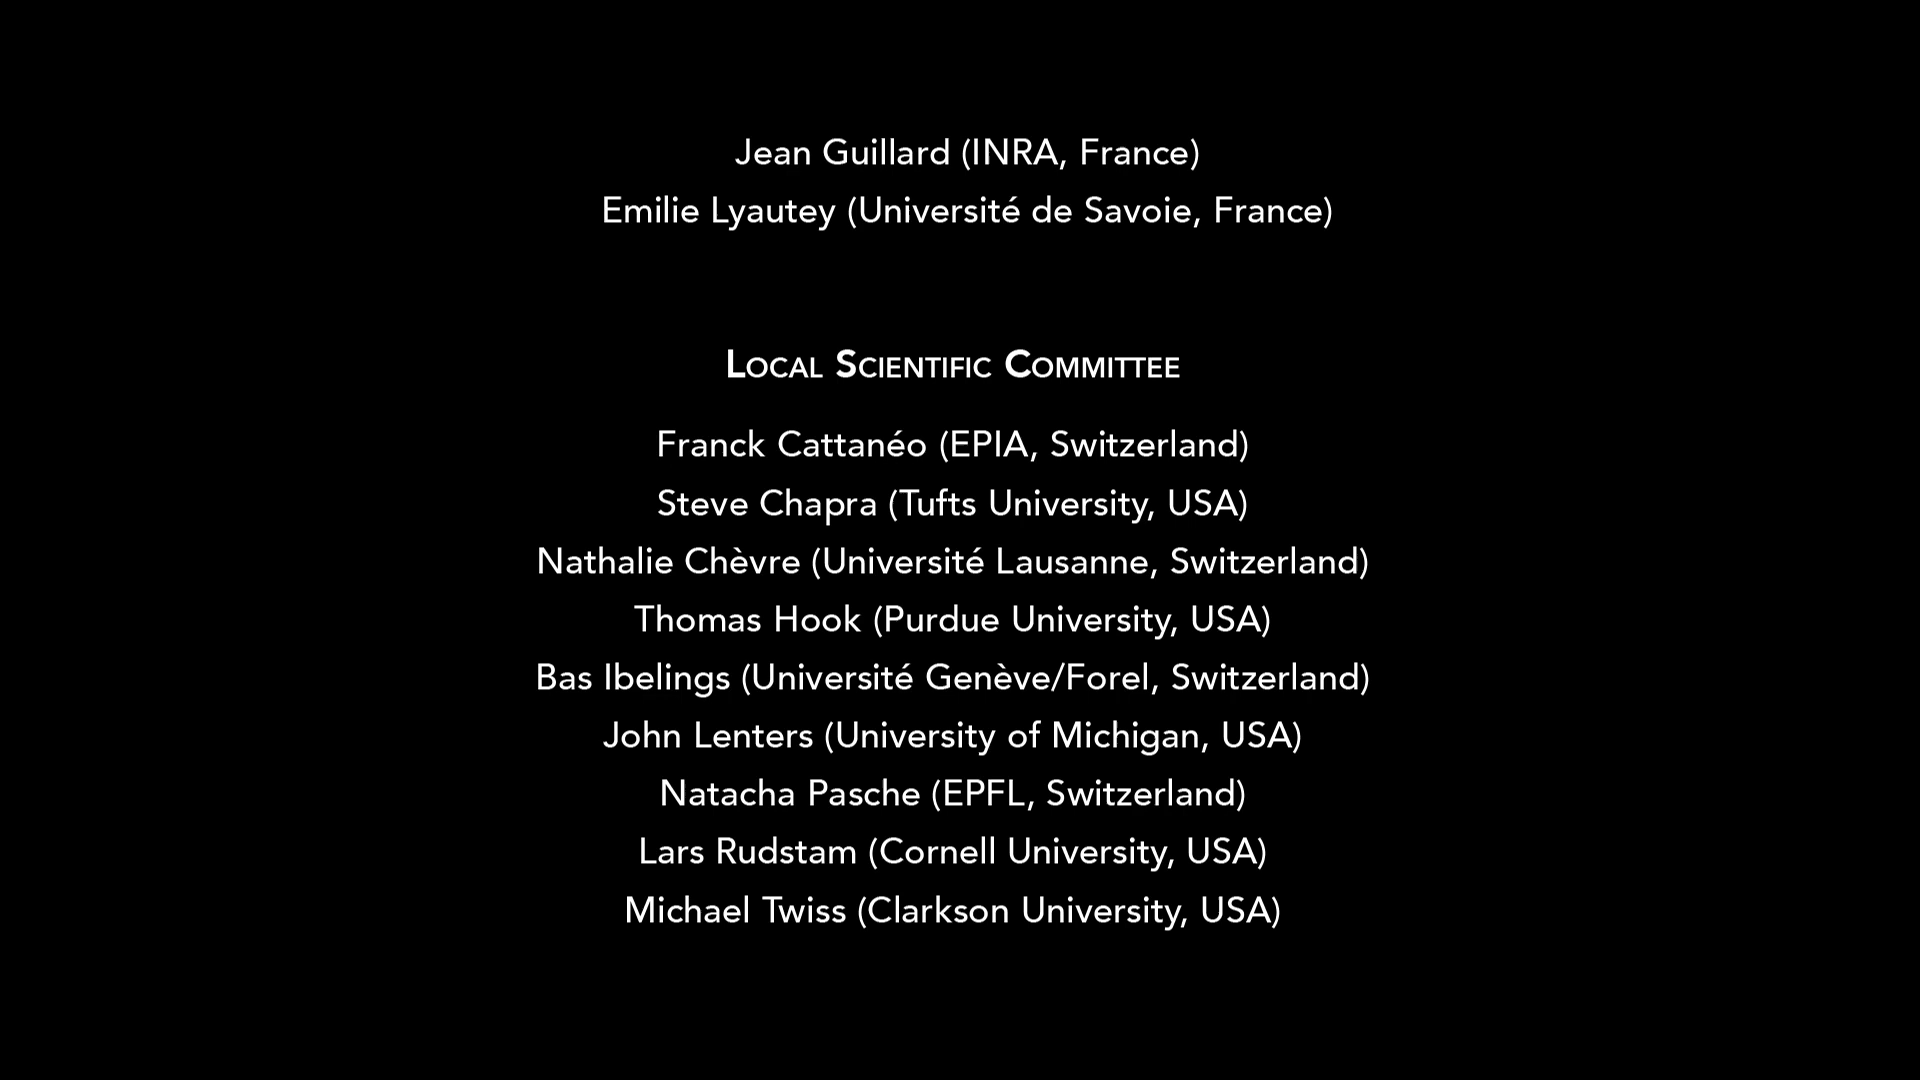 Jean Guillard (INRA, France)
Emilie Lyautey (Université de Savoie, France)
Local Scientific Committee
Franck Cattanéo (EPIA, Switzerland)
Steve Chapra (Tufts University, USA)
Nathalie Chèvre (Université Lausanne, Switzerland)
Thomas Hook (Purdue University, USA)
Bas Ibelings (Université Genève/Forel, Switzerland)
John Lenters (University of Michigan, USA)
Natacha Pasche (EPFL, Switzerland)
Lars Rudstam (Cornell University, USA)
Michael Twiss (Clarkson University, USA)